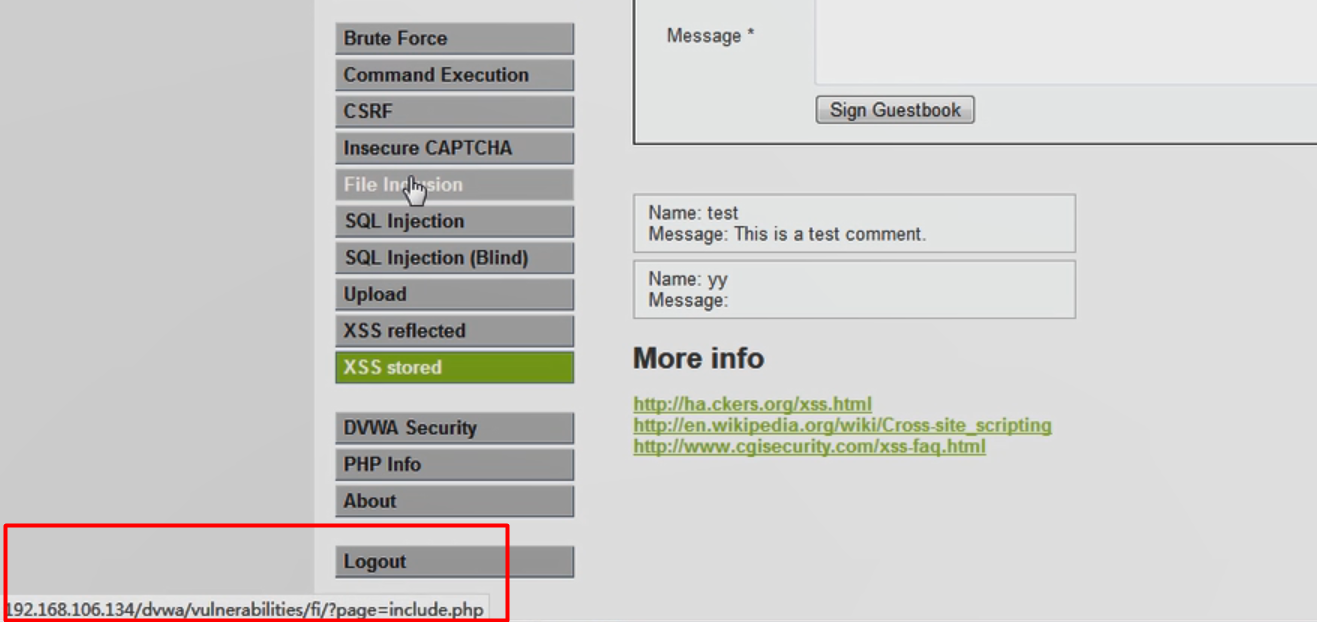 Brute Force
Command Execution
CSRF
Insecure CAPTCHA
File Inclusion
SQL Injection
SQL Injection (Blind)
Upload
XSS reflected
XSS stored
DVWA Security
PHP Info
About
Logout
Message *
Sign Guestbook
Name: test
Message: This is a test comment.
Name: yy
Message:
More info
http://ha.ckers.org/xss.html
http://en.wikipedia.org/wiki/Cross-site_scripting
http://www.cgisecurity.com/xss-faq.html
192.168.106.134/dvwa/vulnerabilities/fi/?page=include.php